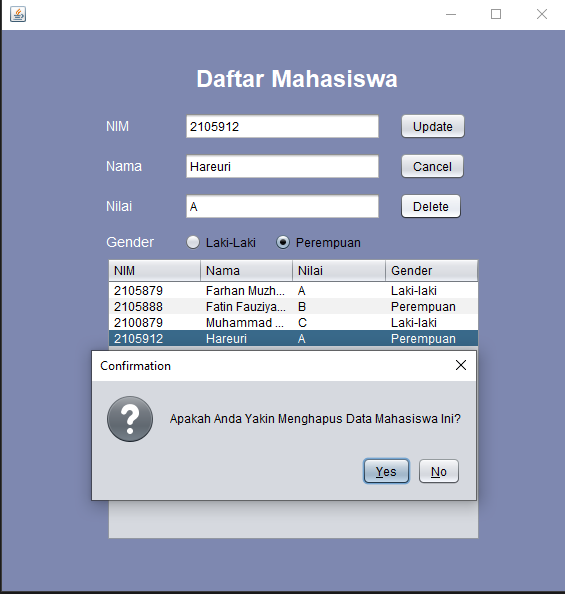 Daftar Mahasiswa
NIM 2105912 Update
Nama Hareuri Cancel
Nilai A Delete
Gender Laki-Laki Perempuan
NIM Nama Nilai Gender
2105879 Farhan Muzh... A Laki-laki
2105888 Fatin Fauziya... B Perempuan
2100879 Muhammad ... C Laki-laki
2105912 Hareuri A Perempuan
Confirmation
Apakah Anda Yakin Menghapus Data Mahasiswa Ini?
Yes No